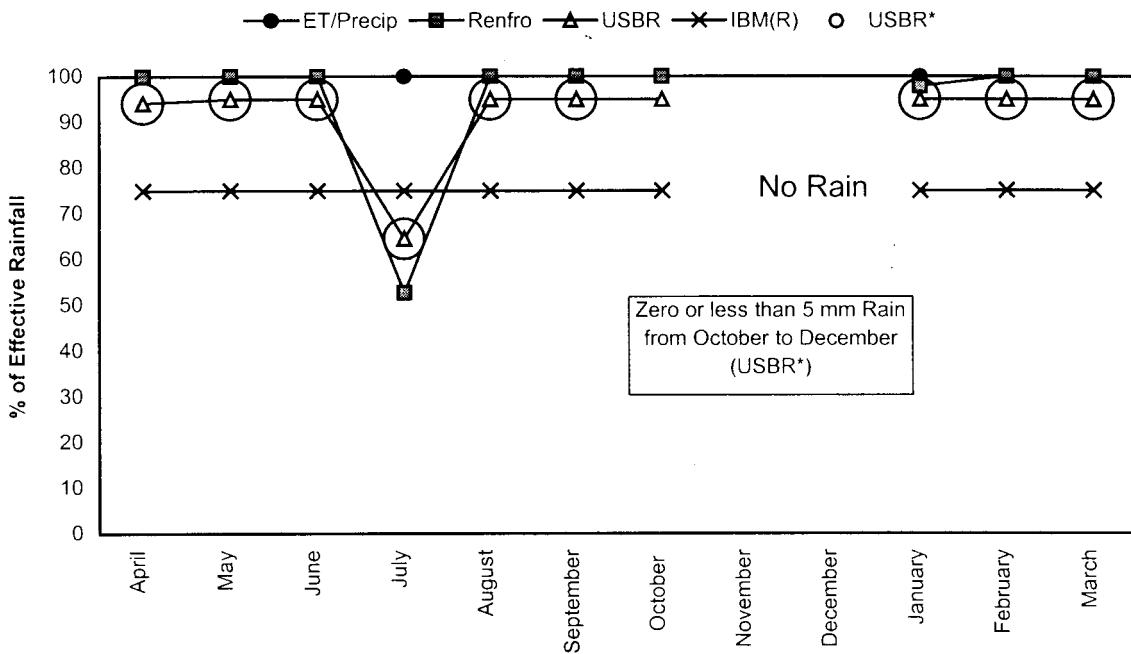 ET/Precip Renfro USBR IBM(R) USBR*
% of Effective Rainfall
100
90
80
70
60
50
40
30
20
10
0
No Rain
Zero or less than 5 mm Rain
from October to December
(USBR*)
April
May
June
July
August
September
October
November
December
January
February
March